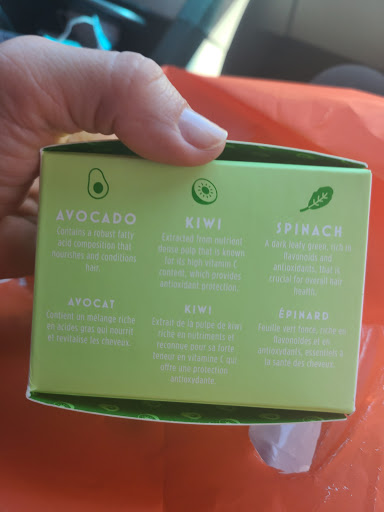 AVOCADO
Contains a robust fatty
acid composition that
nourishes and conditions
hair.
AVOCAT
Contient un mélange riche
en acides gras qui nourrit
et revitalise les cheveux.
KIWI
Extracted from nutrient
dense pulp that is known
for its high vitamin C
content, which provides
antioxidant protection.
KIWI
Extrait de la pulpe de kiwi
riche en nutriments et
reconnue pour sa forte
teneur en vitamine C qui
offre une protection
antioxydante.
SPINACH
A dark leafy green, rich in
flavonoids and
antioxidants, that is
crucial for overall hair
health.
ÉPINARD
Feuille vert foncé, riche en
flavonoïdes et en
antioxydants, essentiels à
la santé des cheveux.